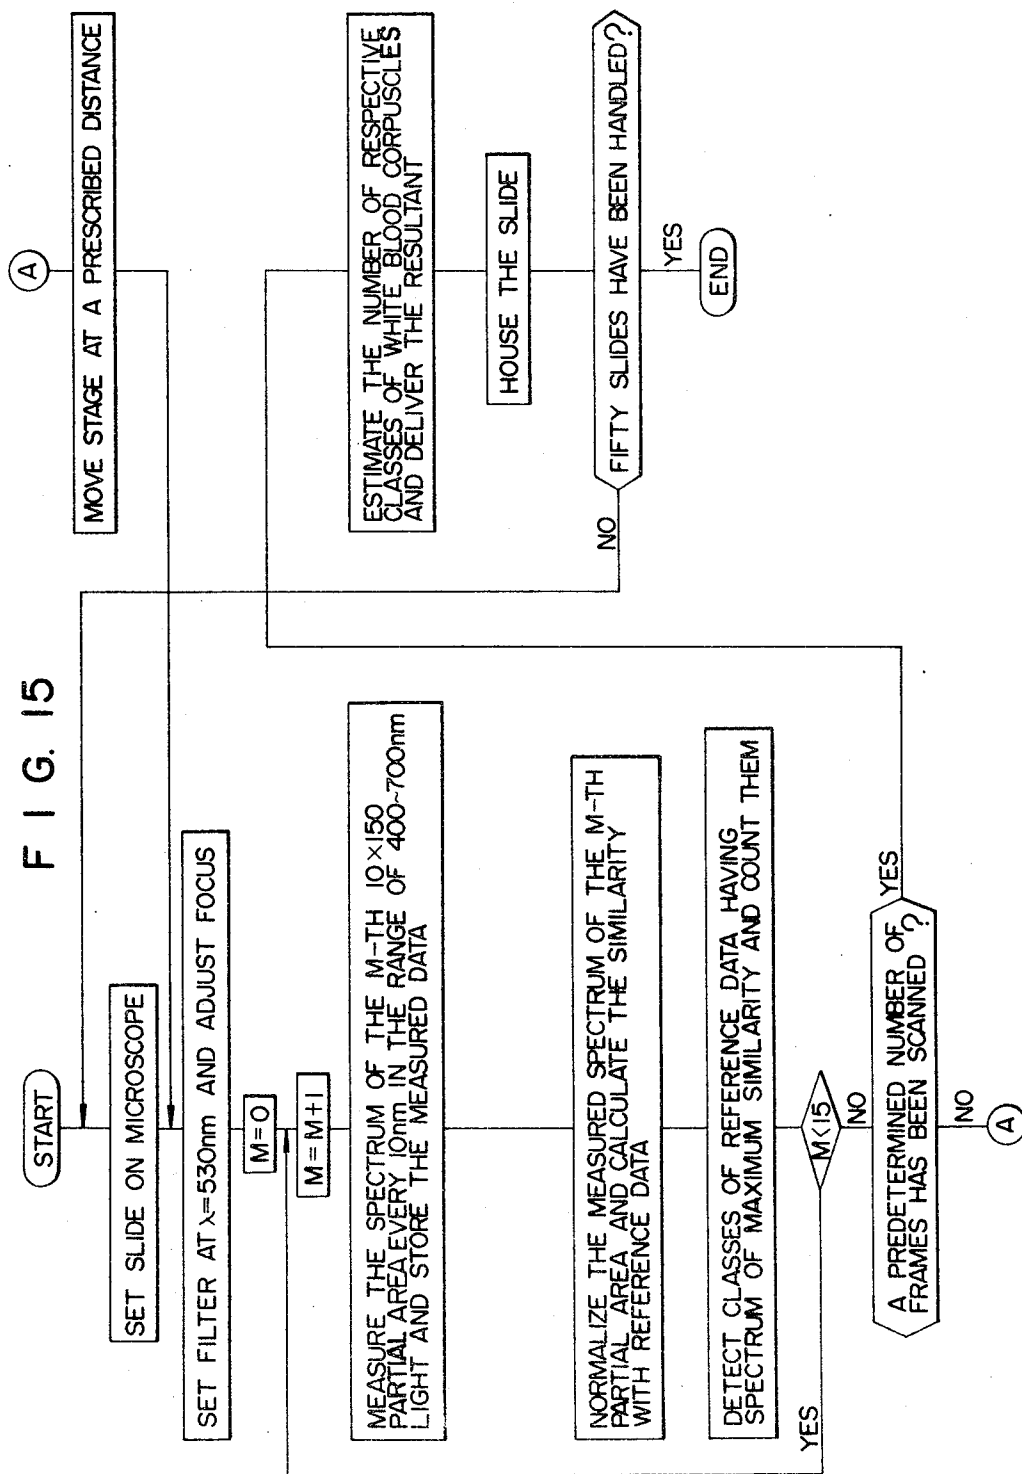 F I G. 15
START
SET SLIDE ON MICROSCOPE
SET FILTER AT λ=530nm AND ADJUST FOCUS
M=0
M=M+1
MEASURE THE SPECTRUM OF THE M-TH 10×150
PARTIAL AREA EVERY 10nm IN THE RANGE OF 400~700nm
LIGHT AND STORE THE MEASURED DATA
NORMALIZE THE MEASURED SPECTRUM OF THE M-TH
PARTIAL AREA AND CALCULATE THE SIMILARITY
WITH REFERENCE DATA
DETECT CLASSES OF REFERENCE DATA HAVING
SPECTRUM OF MAXIMUM SIMILARITY AND COUNT THEM
M<15
YES
NO
A PREDETERMINED NUMBER OF
FRAMES HAS BEEN SCANNED ?
YES
NO
A
A
MOVE STAGE AT A PRESCRIBED DISTANCE
ESTIMATE THE NUMBER OF RESPECTIVE
CLASSES OF WHITE BLOOD CORPUSCLES
AND DELIVER THE RESULTANT
HOUSE THE SLIDE
FIFTY SLIDES HAVE BEEN HANDLED?
NO
YES
END